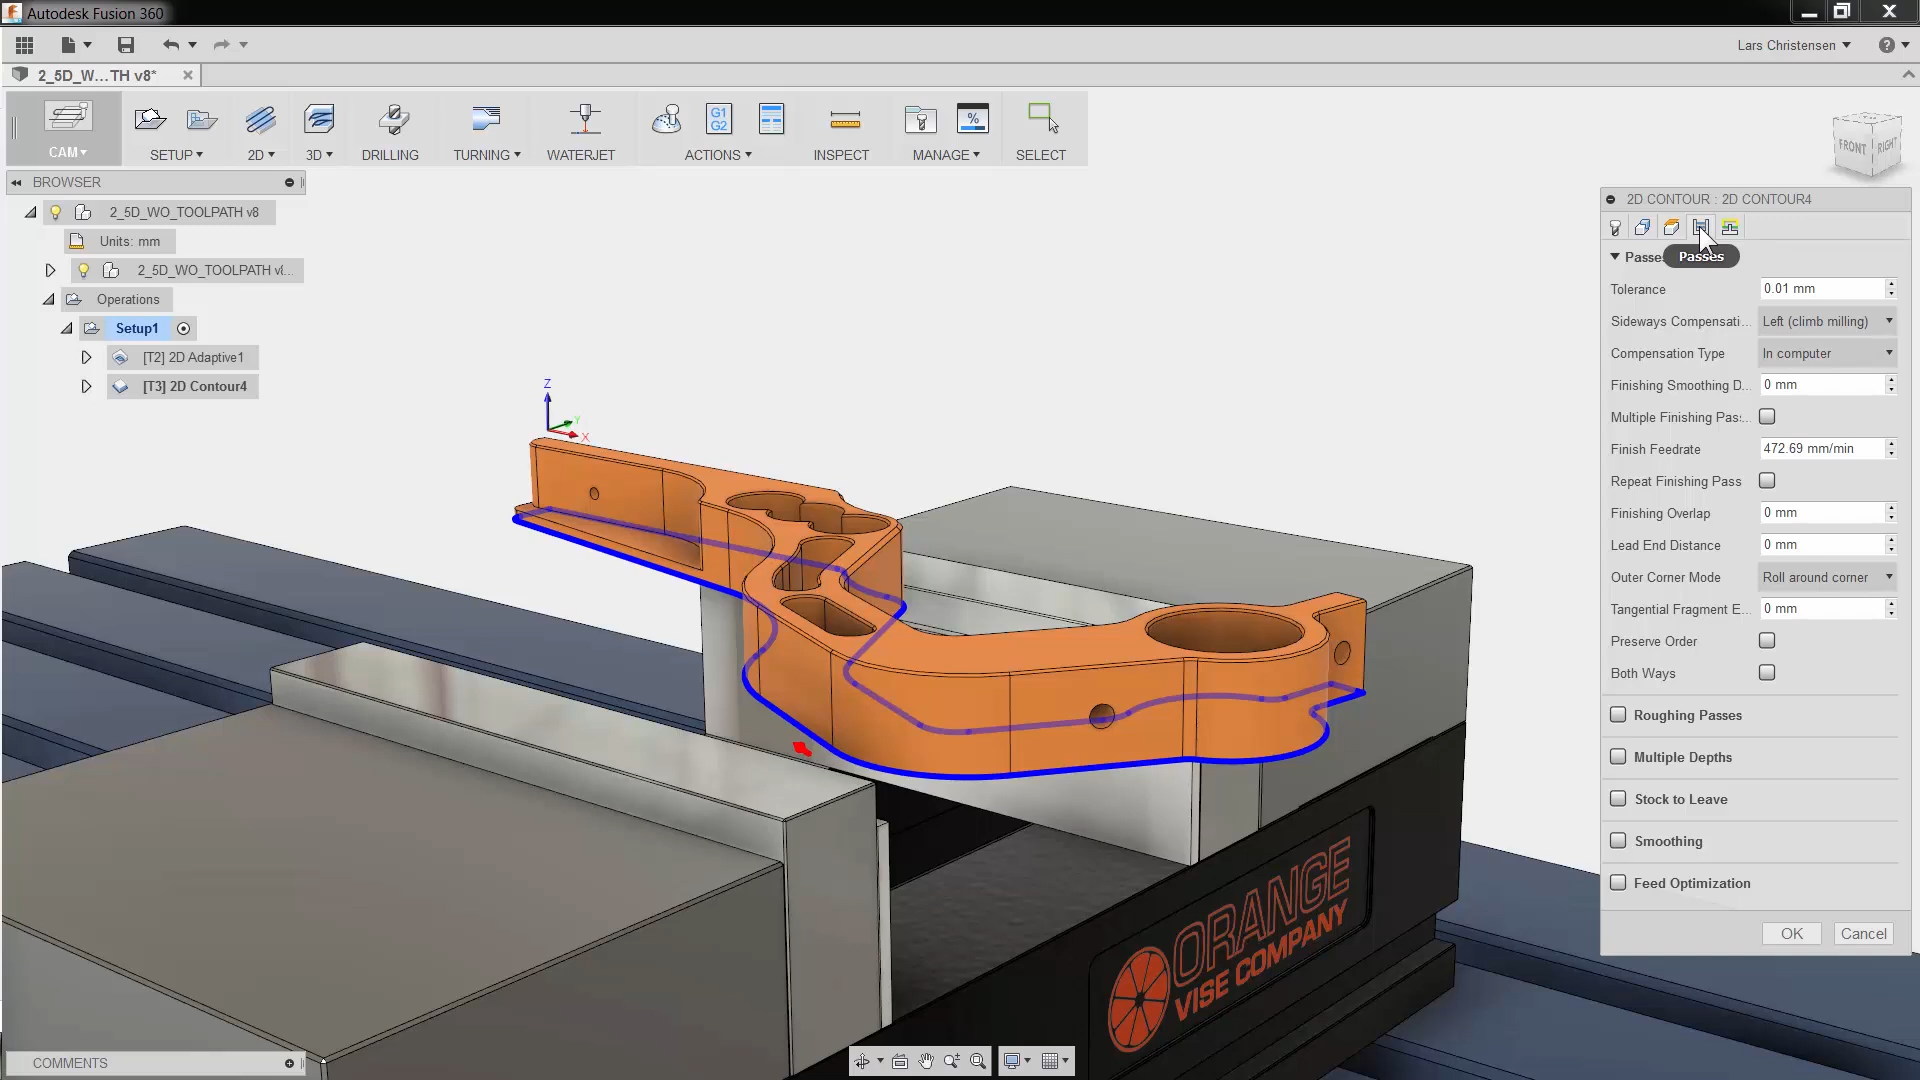 Autodesk Fusion 360
Lars Christensen
2_5D_W...TH v8*
CAM
SETUP
2D
3D
DRILLING
TURNING
WATERJET
G1
G2
ACTIONS
INSPECT
%
MANAGE
SELECT
FRONT
RIGHT
BROWSER
2_5D_WO_TOOLPATH v8
Units: mm
2_5D_WO_TOOLPATH v(...
Operations
Setup1
[T2] 2D Adaptive1
[T3] 2D Contour4
Z
Y
X
2D CONTOUR : 2D CONTOUR4
Passes
Passes
Tolerance 0.01 mm
Sideways Compensati... Left (climb milling)
Compensation Type In computer
Finishing Smoothing D... 0 mm
Multiple Finishing Pas:...
Finish Feedrate 472.69 mm/min
Repeat Finishing Pass
Finishing Overlap 0 mm
Lead End Distance 0 mm
Outer Corner Mode Roll around corner
Tangential Fragment E... 0 mm
Preserve Order
Both Ways
Roughing Passes
Multiple Depths
Stock to Leave
Smoothing
Feed Optimization
OK Cancel
ORANGE
VISE COMPANY
COMMENTS